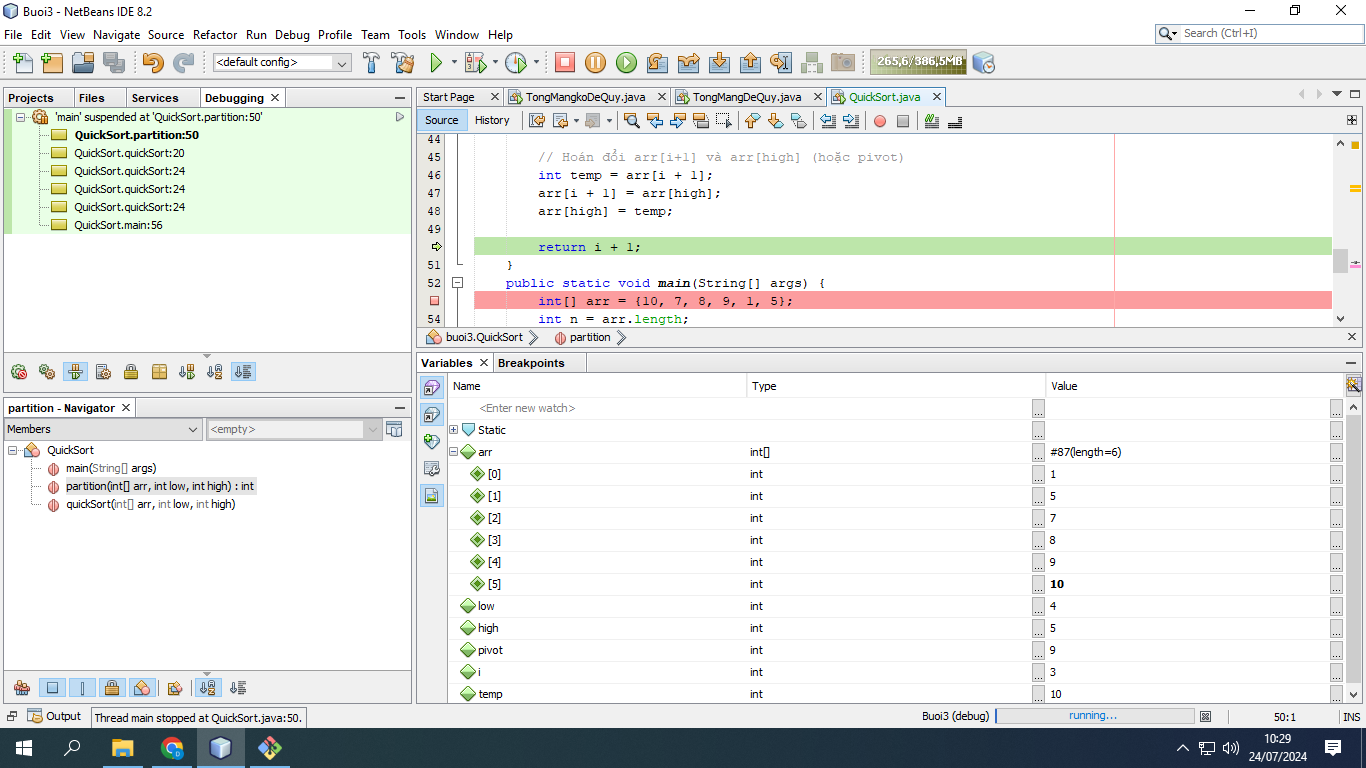 Buoi3 - NetBeans IDE 8.2
File Edit View Navigate Source Refactor Run Debug Profile Team Tools Window Help
Search (Ctrl+I)
<default config>
265,6/386,5MB
Projects Files Services Debugging
'main' suspended at 'QuickSort.partition:50'
QuickSort.partition:50
QuickSort.quickSort:20
QuickSort.quickSort:24
QuickSort.quickSort:24
QuickSort.quickSort:24
QuickSort.main:56
partition - Navigator
Members
<empty>
QuickSort
main(String[] args)
partition(int[] arr, int low, int high) : int
quickSort(int[] arr, int low, int high)
Start Page TongMangkoDeQuy.java TongMangDeQuy.java QuickSort.java
Source History
44
45 // Hoán đổi arr[i+1] và arr[high] (hoặc pivot)
46 int temp = arr[i + 1];
47 arr[i + 1] = arr[high];
48 arr[high] = temp;
49
return i + 1;
51 }
52 public static void main(String[] args) {
int[] arr = {10, 7, 8, 9, 1, 5};
54 int n = arr.length;
buoi3.QuickSort partition
Variables Breakpoints
Name Type Value
<Enter new watch>
Static
arr int[] #87(length=6)
[0] int 1
[1] int 5
[2] int 7
[3] int 8
[4] int 9
[5] int 10
low int 4
high int 5
pivot int 9
i int 3
temp int 10
Output
Thread main stopped at QuickSort.java:50.
Buoi3 (debug) running... 50:1 INS
10:29
24/07/2024